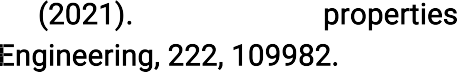 (2021). properties
Engineering, 222, 109982.